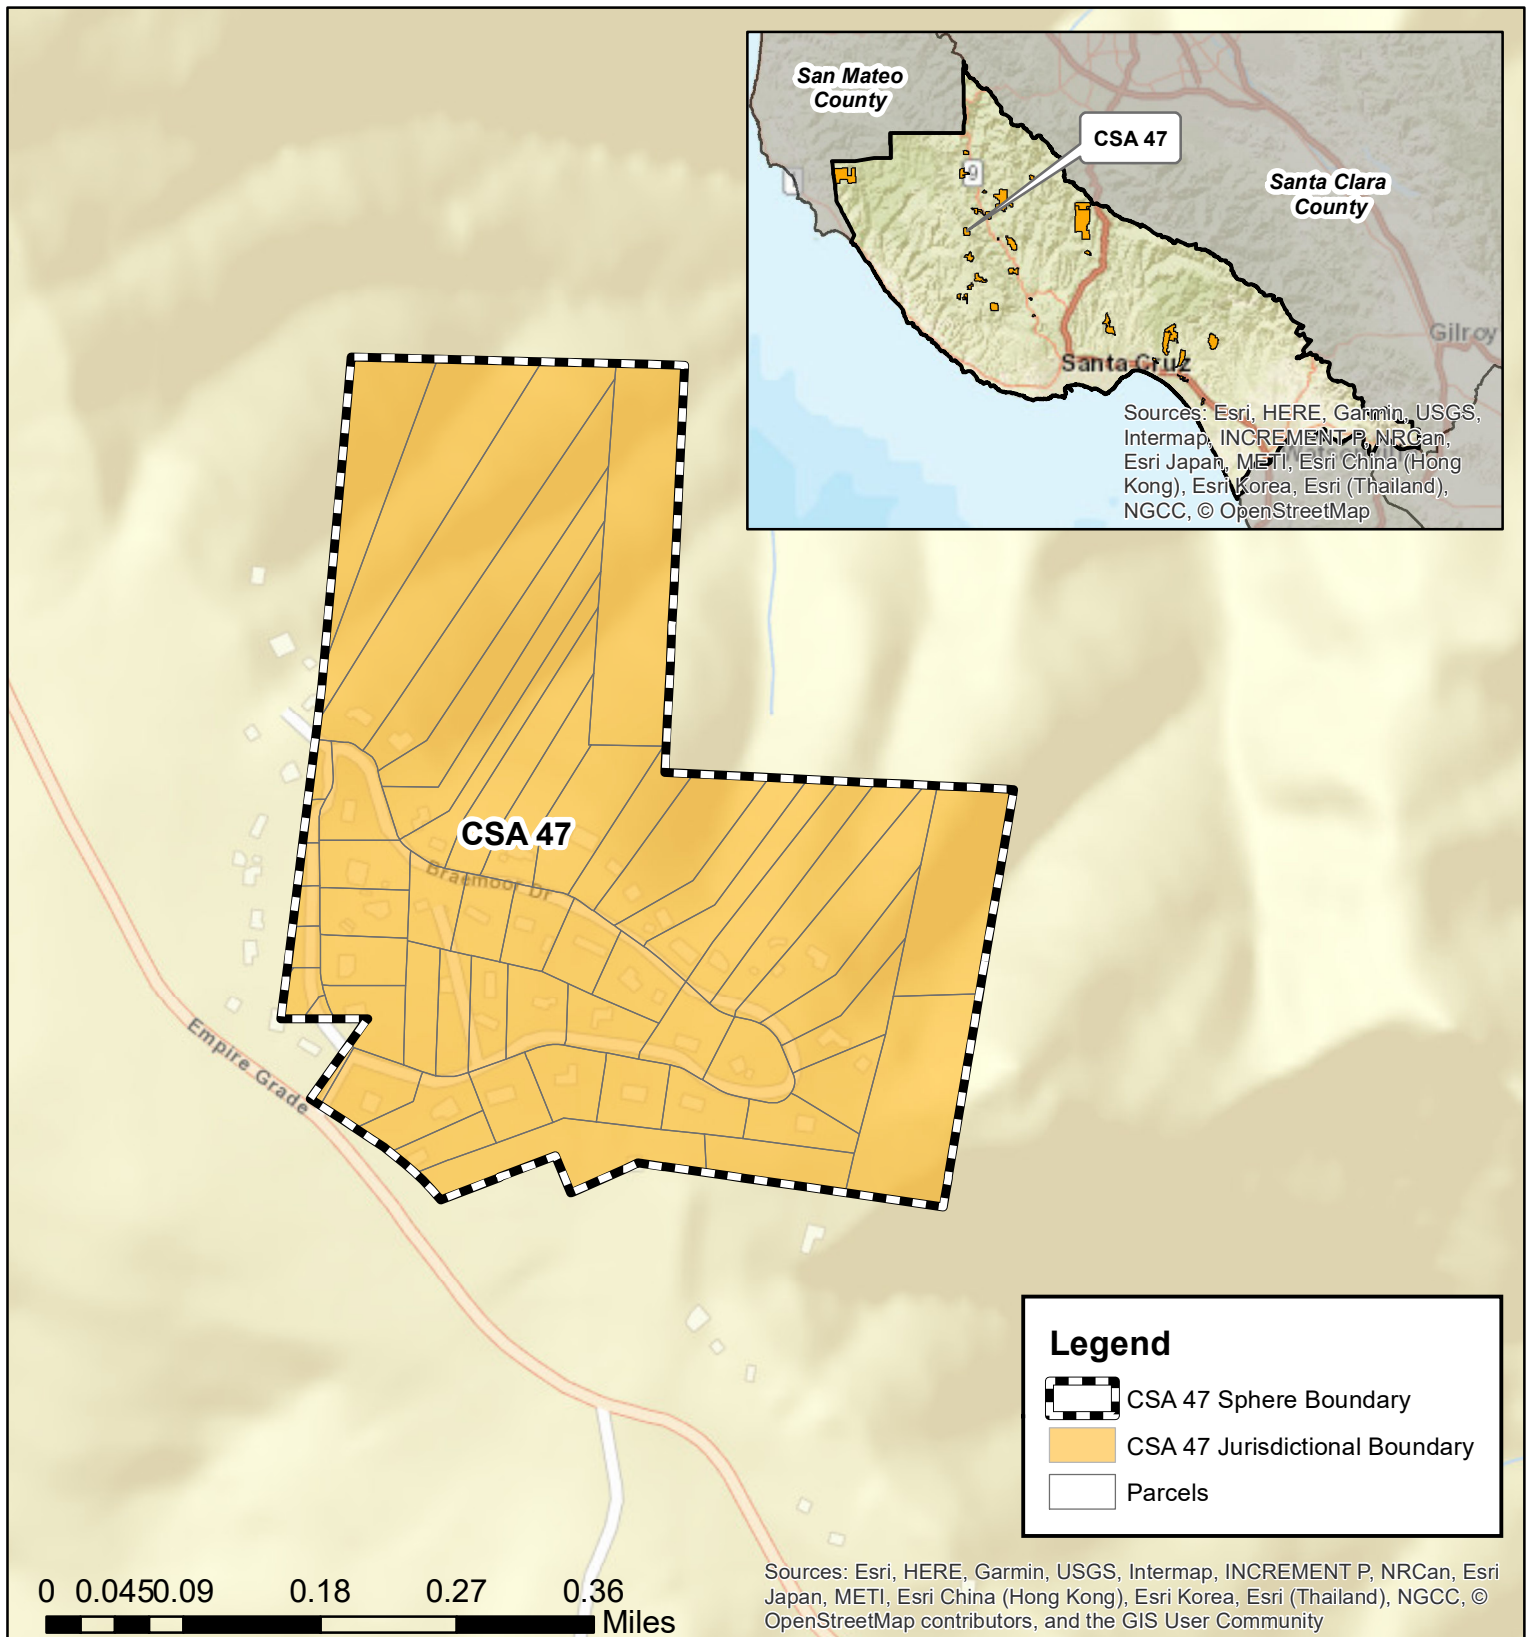 San Mateo
County
CSA 47
9
Santa Clara
County
Gilroy
Santa Cruz
Sources: Esri, HERE, Garmin, USGS,
Intermap, INCREMENT P, NRCan,
Esri Japan, METI, Esri China (Hong
Kong), Esri Korea, Esri (Thailand),
NGCC, © OpenStreetMap
CSA 47
Braemoor Dr
Empire Grade
Legend
CSA 47 Sphere Boundary
CSA 47 Jurisdictional Boundary
Parcels
0 0.045 0.09 0.18 0.27 0.36
Miles
Sources: Esri, HERE, Garmin, USGS, Intermap, INCREMENT P, NRCan, Esri
Japan, METI, Esri China (Hong Kong), Esri Korea, Esri (Thailand), NGCC, ©
OpenStreetMap contributors, and the GIS User Community